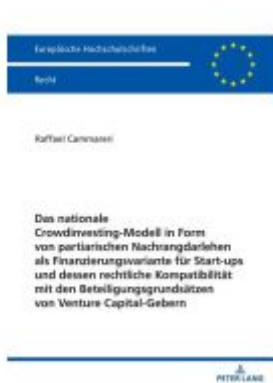 Europäische Hochschulschriften
Recht
Raffael Cammareri
Das nationale
Crowdinvesting-Modell in Form
von partiarischen Nachrangdarlehen
als Finanzierungsvariante für Start-ups
und dessen rechtliche Kompatibilität
mit den Beteiligungsgrundsätzen
von Venture Capital-Gebern
PETER LANG